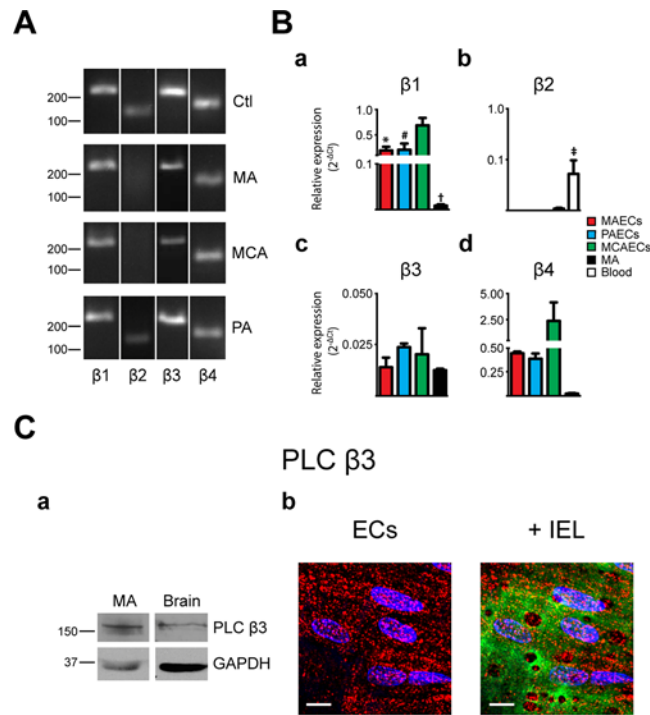 A
200
100
Ctl
200
100
MA
200
100
MCA
200
100
PA
β1 β2 β3 β4
B
a
β1
Relative expression
(2^-ΔCt)
1.0
0.5
0.1
* # †
b
β2
0.1
‡
MAECs
PAECs
MCAECs
MA
Blood
c
β3
Relative expression
(2^-ΔCt)
0.050
0.025
d
β4
5.00
2.50
0.50
0.25
C
PLC β3
a
MA Brain
150
PLC β3
37
GAPDH
b
ECs + IEL